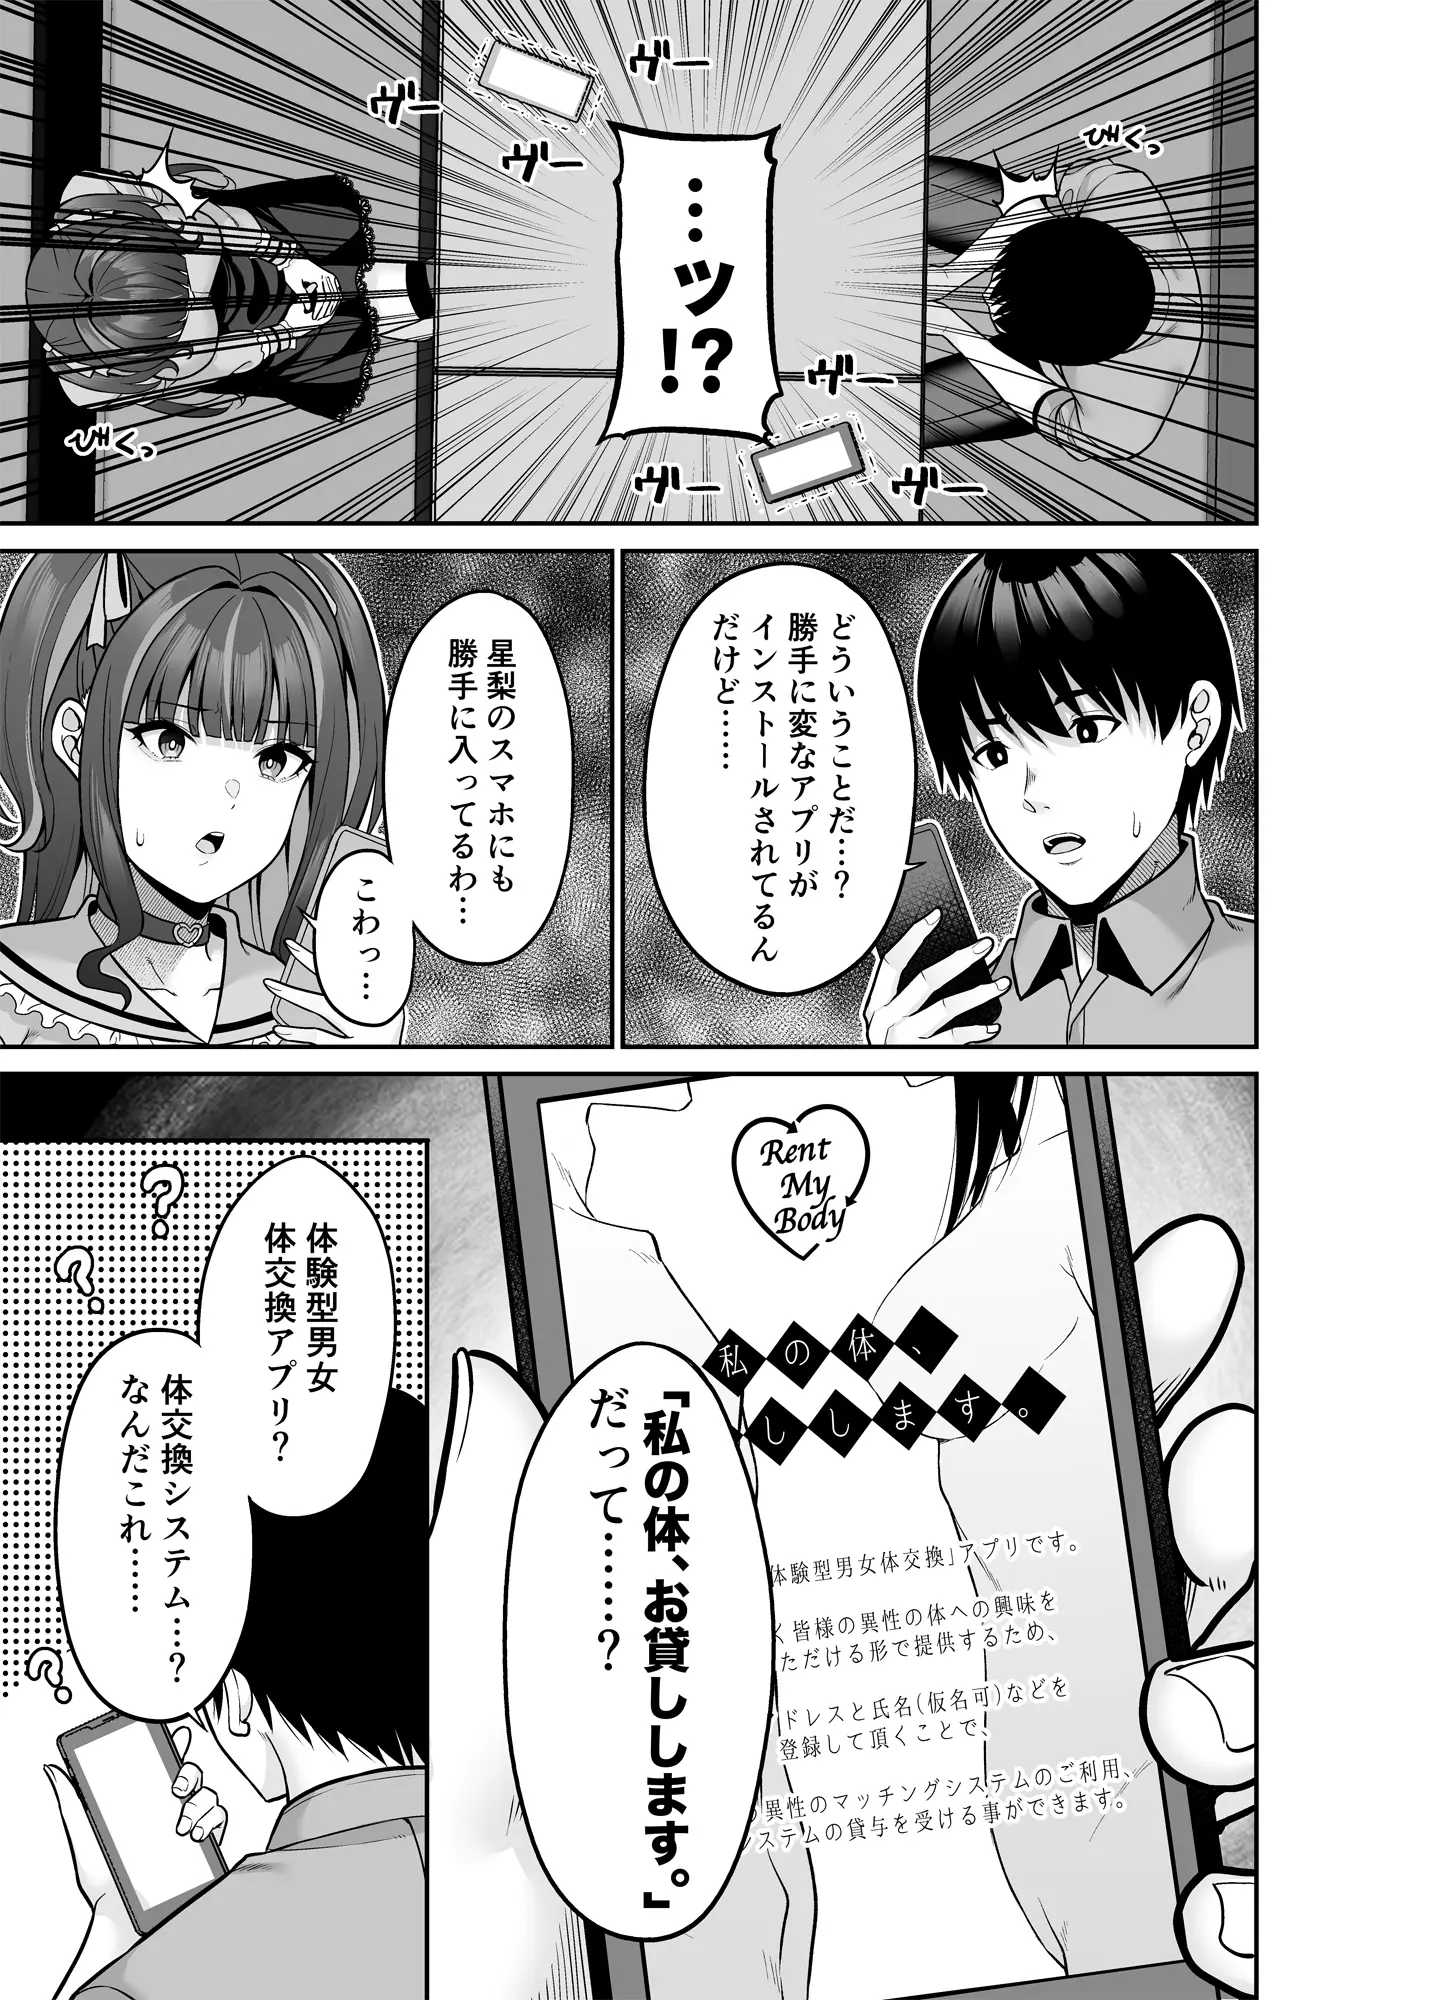 ヴー
ヴー
ヴー
びくっ
…ッ
!?
ヴー
ヴー
ヴー
びくっ
どういうことだ…?
勝手に変なアプリが
インストールされてるん
だけど……
星梨のスマホにも
勝手に入ってるわ…
こわっ…
Rent
My
Body
私の体、
しします。
「私の体、お貸しします。」
だって……?
体験型男女体交換」アプリです。
く皆様の異性の体への興味を
ただける形で提供するため、
ドレスと氏名(仮名可)などを
登録して頂くことで、
異性のマッチングシステムのご利用、
システムの貸与を受ける事ができます。
体験型男女
体交換アプリ?
体交換システム…?
なんだこれ……